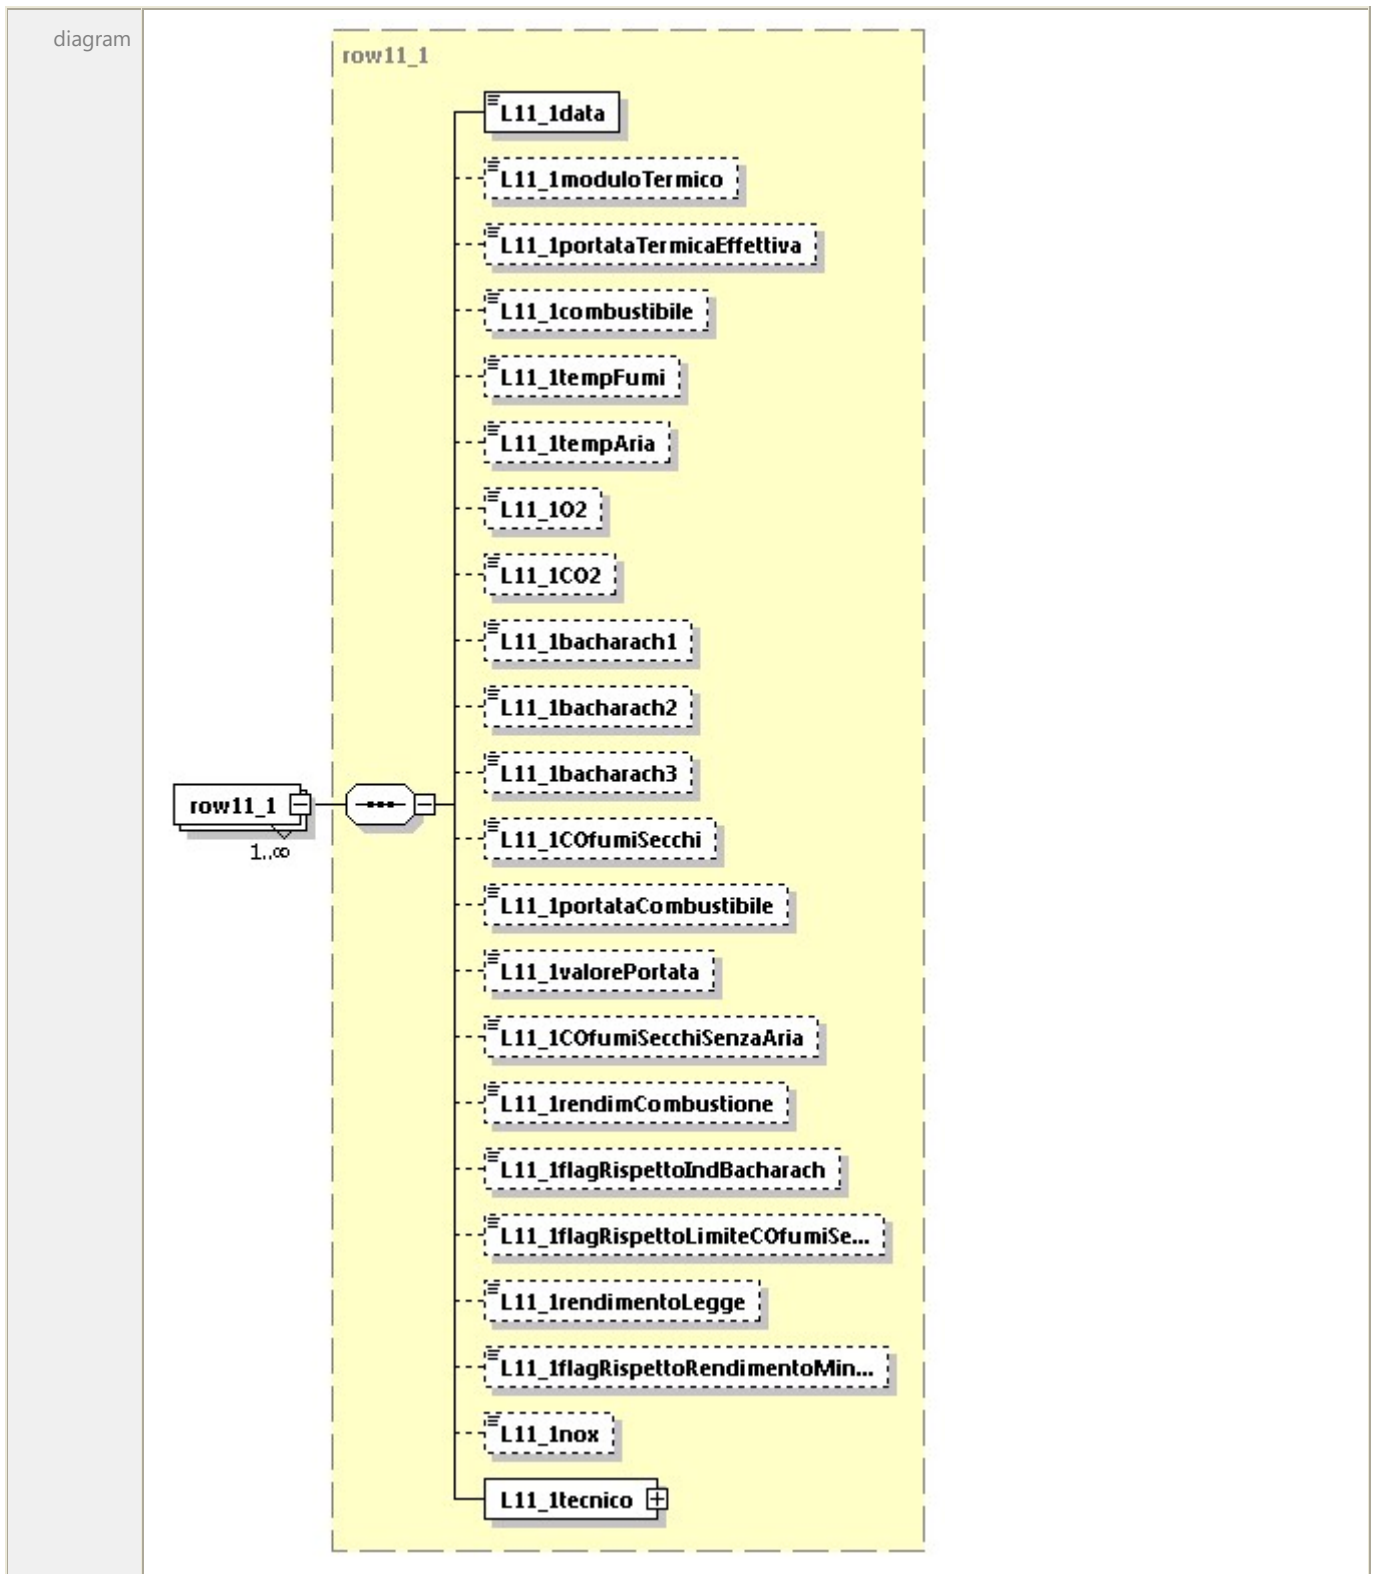 diagram
row11_1
L11_1data
L11_1moduloTermico
L11_1portataTermicaEffettiva
L11_1combustibile
L11_1tempFumi
L11_1tempAria
L11_1O2
L11_1CO2
L11_1bacharach1
L11_1bacharach2
L11_1bacharach3
row11_1
1..∞
L11_1COfumiSecchi
L11_1portataCombustibile
L11_1valorePortata
L11_1COfumiSecchiSenzaAria
L11_1rendimCombustione
L11_1flagRispettoIndBacharach
L11_1flagRispettoLimiteCOfumiSe...
L11_1rendimentoLegge
L11_1flagRispettoRendimentoMin...
L11_1nox
L11_1tecnico